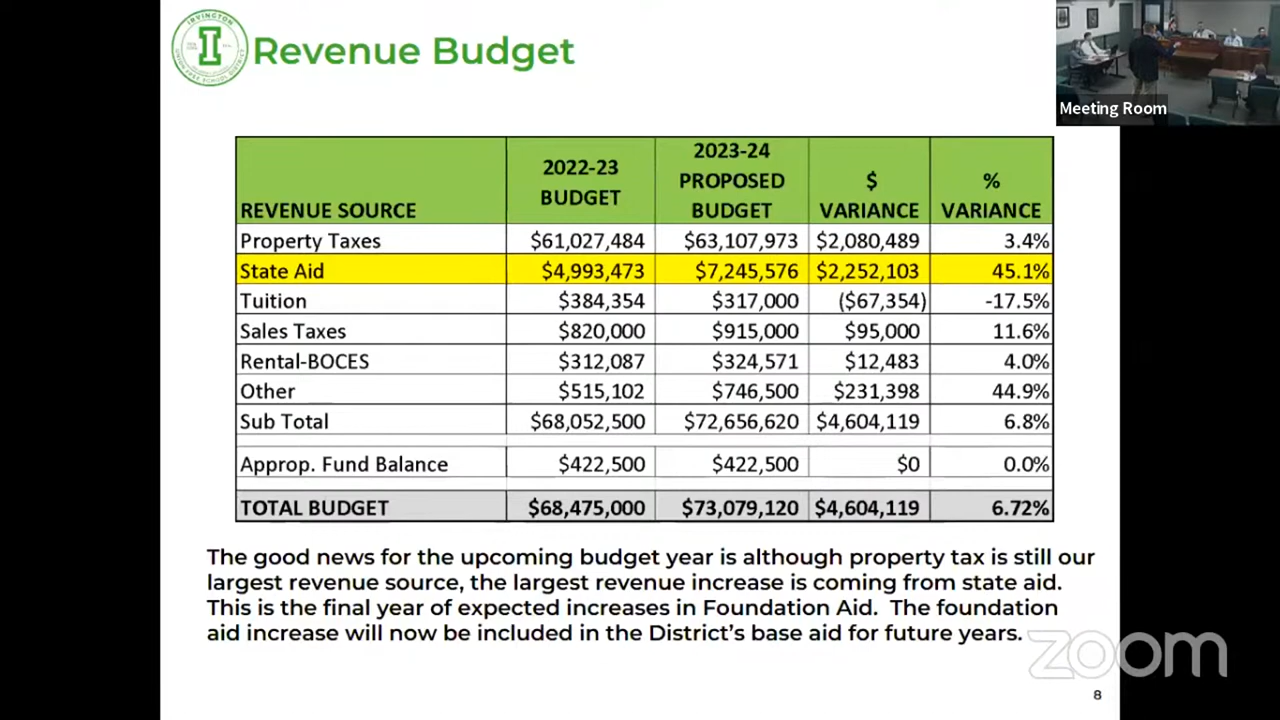 IRVINGTON
UNION FREE SCHOOL DISTRICT
I
Revenue Budget
Meeting Room
REVENUE SOURCE 2022-23 BUDGET 2023-24 PROPOSED BUDGET $ VARIANCE % VARIANCE
Property Taxes $61,027,484 $63,107,973 $2,080,489 3.4%
State Aid $4,993,473 $7,245,576 $2,252,103 45.1%
Tuition $384,354 $317,000 ($67,354) -17.5%
Sales Taxes $820,000 $915,000 $95,000 11.6%
Rental-BOCES $312,087 $324,571 $12,483 4.0%
Other $515,102 $746,500 $231,398 44.9%
Sub Total $68,052,500 $72,656,620 $4,604,119 6.8%
Approp. Fund Balance $422,500 $422,500 $0 0.0%
TOTAL BUDGET $68,475,000 $73,079,120 $4,604,119 6.72%
The good news for the upcoming budget year is although property tax is still our
largest revenue source, the largest revenue increase is coming from state aid.
This is the final year of expected increases in Foundation Aid. The foundation
aid increase will now be included in the District's base aid for future years.
zoom
8